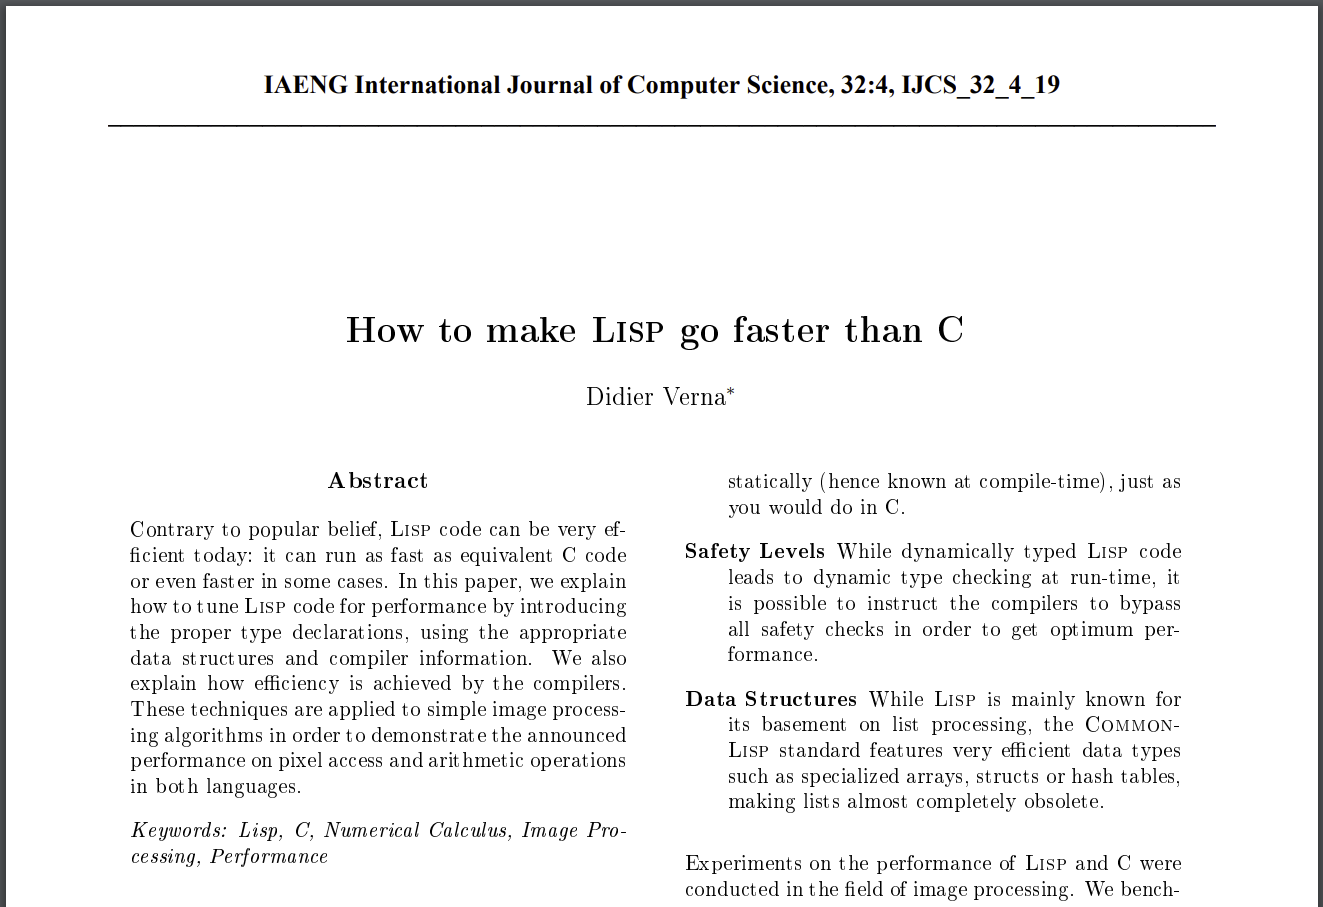 IAENG International Journal of Computer Science, 32:4, IJCS_32_4_19
How to make LISP go faster than C
Didier Verna*
Abstract
Contrary to popular belief, LISP code can be very ef-
ficient today: it can run as fast as equivalent C code
or even faster in some cases. In this paper, we explain
how to tune LISP code for performance by introducing
the proper type declarations, using the appropriate
data structures and compiler information. We also
explain how efficiency is achieved by the compilers.
These techniques are applied to simple image process-
ing algorithms in order to demonstrate the announced
performance on pixel access and arithmetic operations
in both languages.
Keywords: Lisp, C, Numerical Calculus, Image Pro-
cessing, Performance
statically (hence known at compile-time), just as
you would do in C.
Safety Levels While dynamically typed LISP code
leads to dynamic type checking at run-time, it
is possible to instruct the compilers to bypass
all safety checks in order to get optimum per-
formance.
Data Structures While LISP is mainly known for
its basement on list processing, the COMMON-
LISP standard features very efficient data types
such as specialized arrays, structs or hash tables,
making lists almost completely obsolete.
Experiments on the performance of LISP and C were
conducted in the field of image processing. We bench-